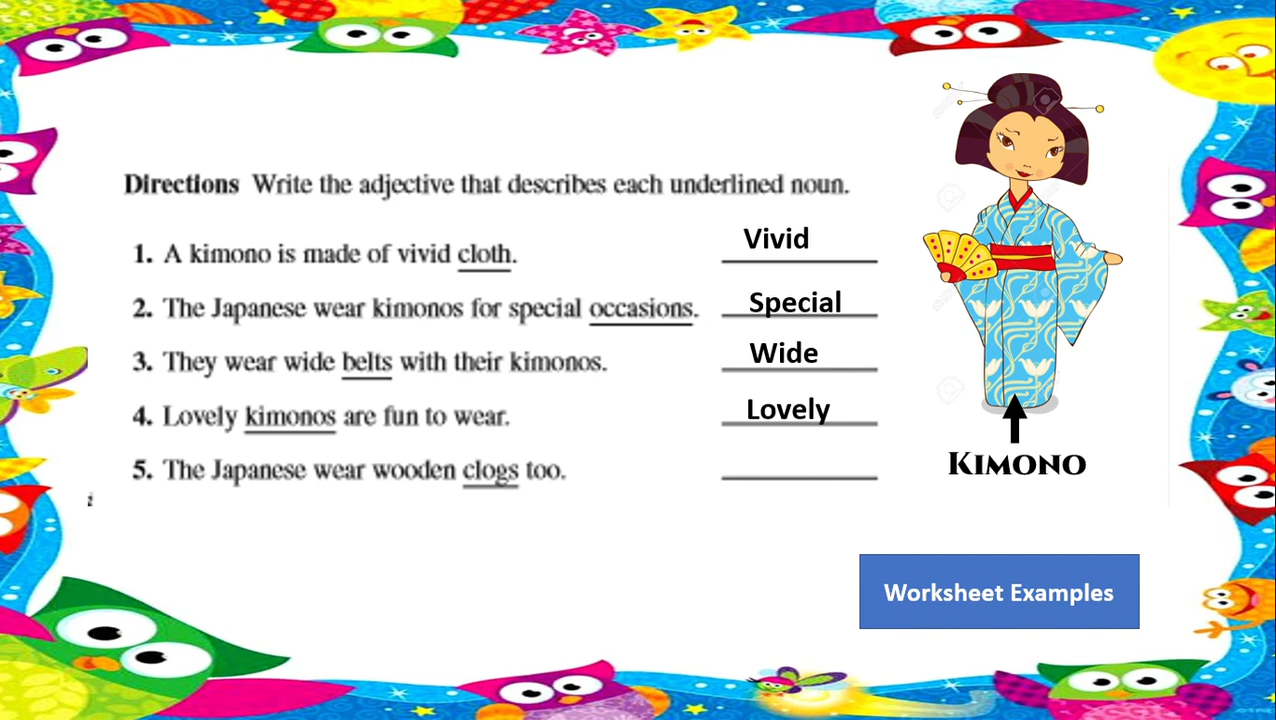 Directions Write the adjective that describes each underlined noun.
1. A kimono is made of vivid cloth. Vivid
2. The Japanese wear kimonos for special occasions. Special
3. They wear wide belts with their kimonos. Wide
4. Lovely kimonos are fun to wear. Lovely
5. The Japanese wear wooden clogs too.
KIMONO
Worksheet Examples